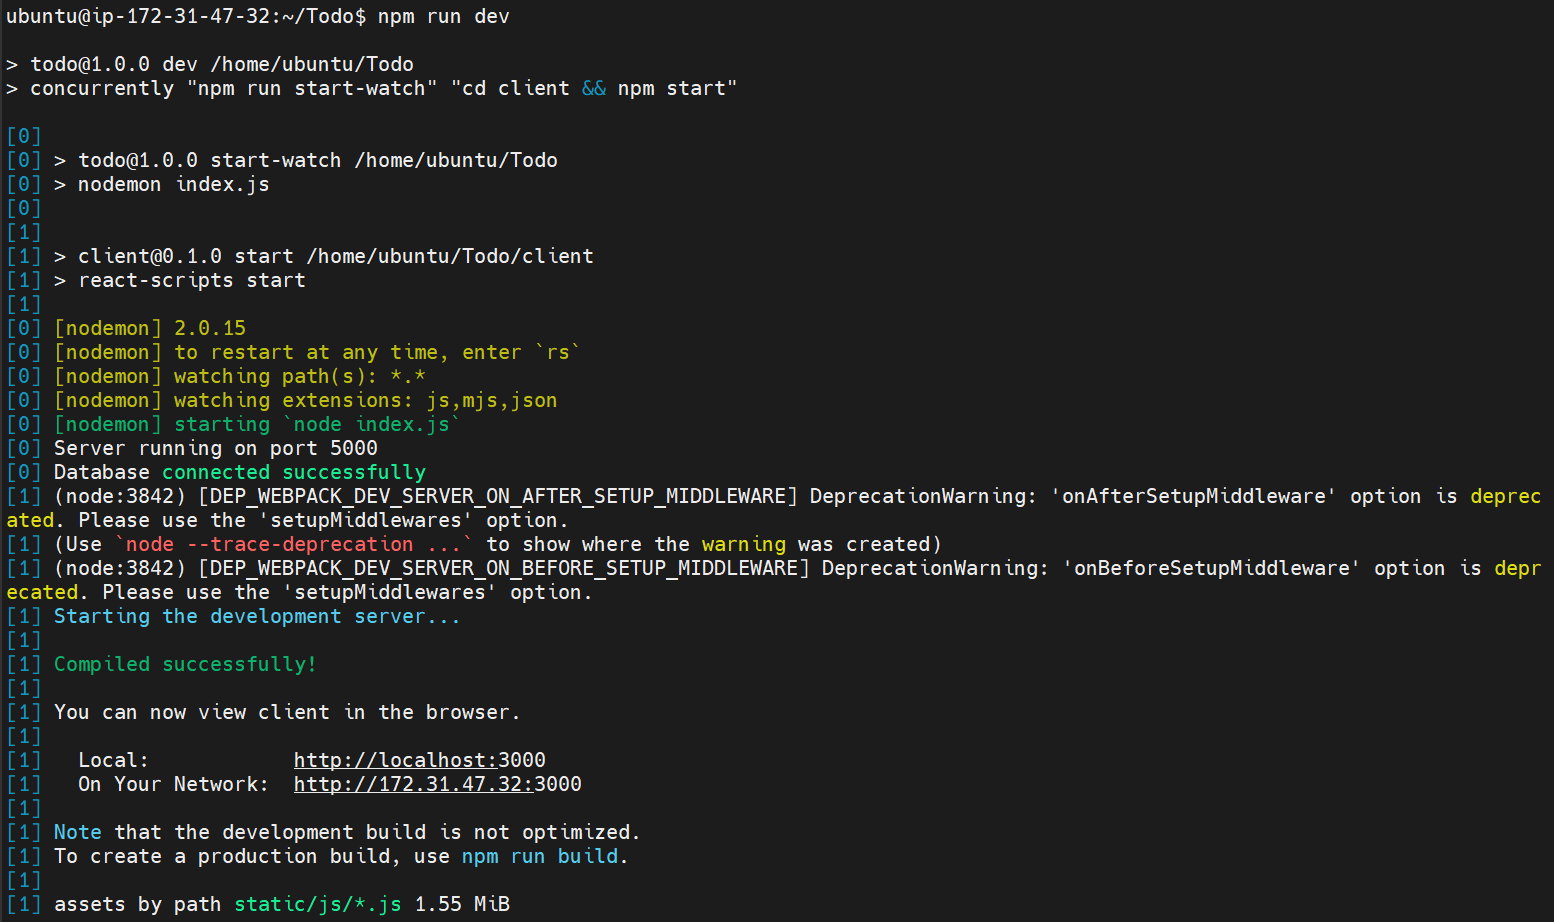 ubuntu@ip-172-31-47-32:~/Todo$ npm run dev
> todo@1.0.0 dev /home/ubuntu/Todo
> concurrently "npm run start-watch" "cd client && npm start"
[0]
[0] > todo@1.0.0 start-watch /home/ubuntu/Todo
[0] > nodemon index.js
[0]
[1]
[1] > client@0.1.0 start /home/ubuntu/Todo/client
[1] > react-scripts start
[1]
[0] [nodemon] 2.0.15
[0] [nodemon] to restart at any time, enter `rs`
[0] [nodemon] watching path(s): *.*
[0] [nodemon] watching extensions: js,mjs,json
[0] [nodemon] starting `node index.js`
[0] Server running on port 5000
[0] Database connected successfully
[1] (node:3842) [DEP_WEBPACK_DEV_SERVER_ON_AFTER_SETUP_MIDDLEWARE] DeprecationWarning: 'onAfterSetupMiddleware' option is deprec
ated. Please use the 'setupMiddlewares' option.
[1] (Use `node --trace-deprecation ...` to show where the warning was created)
[1] (node:3842) [DEP_WEBPACK_DEV_SERVER_ON_BEFORE_SETUP_MIDDLEWARE] DeprecationWarning: 'onBeforeSetupMiddleware' option is depr
ecated. Please use the 'setupMiddlewares' option.
[1] Starting the development server...
[1]
[1] Compiled successfully!
[1]
[1] You can now view client in the browser.
[1]
[1]   Local:            http://localhost:3000
[1]   On Your Network:  http://172.31.47.32:3000
[1]
[1] Note that the development build is not optimized.
[1] To create a production build, use npm run build.
[1]
[1] assets by path static/js/*.js 1.55 MiB